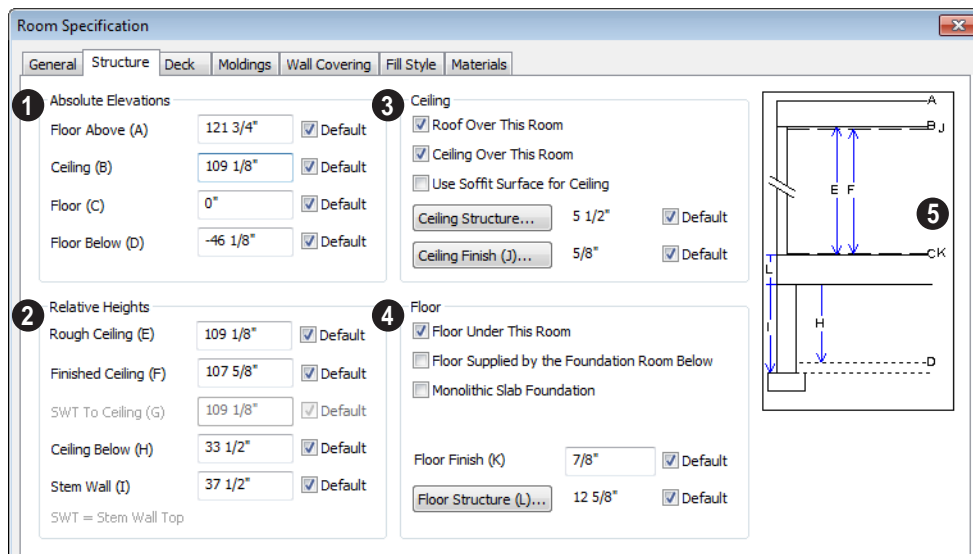 Room Specification
General Structure Deck Moldings Wall Covering Fill Style Materials
1 Absolute Elevations
Floor Above (A) 121 3/4" Default
Ceiling (B) 109 1/8" Default
Floor (C) 0" Default
Floor Below (D) -46 1/8" Default
2 Relative Heights
Rough Ceiling (E) 109 1/8" Default
Finished Ceiling (F) 107 5/8" Default
SWT To Ceiling (G) 109 1/8" Default
Ceiling Below (H) 33 1/2" Default
Stem Wall (I) 37 1/2" Default
SWT = Stem Wall Top
3 Ceiling
Roof Over This Room
Ceiling Over This Room
Use Soffit Surface for Ceiling
Ceiling Structure... 5 1/2" Default
Ceiling Finish (J)... 5/8" Default
4 Floor
Floor Under This Room
Floor Supplied by the Foundation Room Below
Monolithic Slab Foundation
Floor Finish (K) 7/8" Default
Floor Structure (L)... 12 5/8" Default
A
B J
E F
5
C K
L
I
H
D